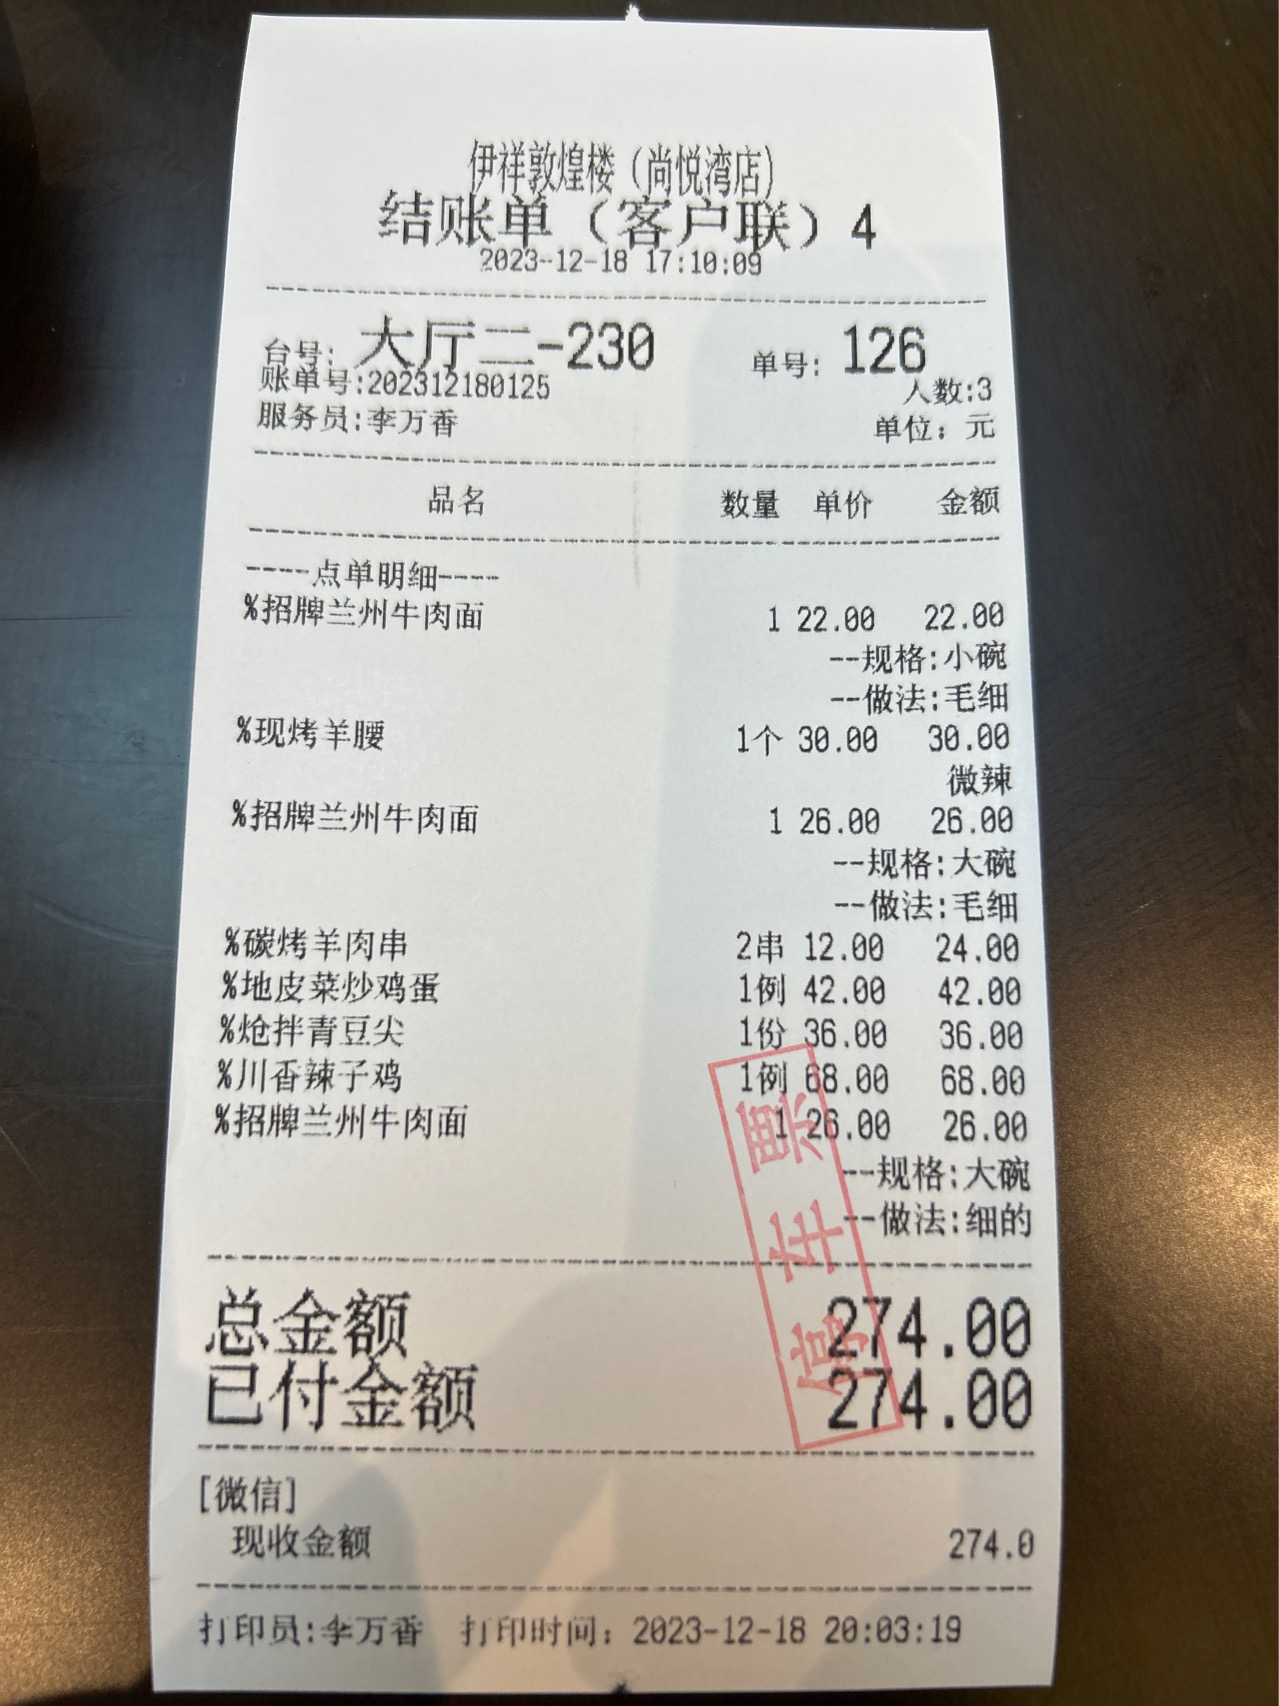 伊祥敦煌楼（尚悦湾店）
结账单（客户联）4
2023-12-18 17:10:09
台号: 大厅二-230 单号: 126
账单号:202312180125 人数:3
服务员:李万香 单位：元
品名 数量 单价 金额
----点单明细----
%招牌兰州牛肉面 1 22.00 22.00
--规格:小碗
--做法:毛细
%现烤羊腰 1个 30.00 30.00
微辣
%招牌兰州牛肉面 1 26.00 26.00
--规格:大碗
--做法:毛细
%碳烤羊肉串 2串 12.00 24.00
%地皮菜炒鸡蛋 1例 42.00 42.00
%炝拌青豆尖 1份 36.00 36.00
%川香辣子鸡 1例 68.00 68.00
%招牌兰州牛肉面 1 26.00 26.00
--规格:大碗
--做法:细的
停车票
总金额 274.00
已付金额 274.00
[微信]
现收金额 274.0
打印员:李万香 打印时间：2023-12-18 20:03:19